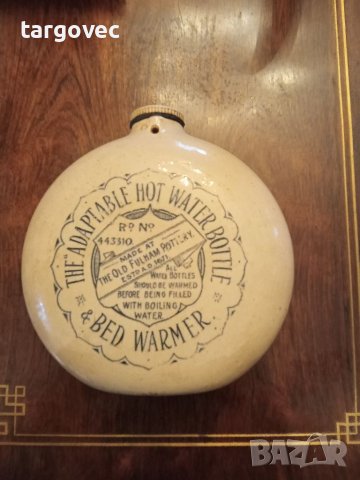 targovec
THE "ADAPTABLE HOT WATER BOTTLE
& BED WARMER.
RD. NO.
443310.
MADE AT
THE OLD FULHAM POTTERY.
ESTD A.D. 1671.
ALL
WATER BOTTLES
SHOULD BE WARMED
BEFORE BEING FILLED
WITH BOILING
WATER
BAZAR